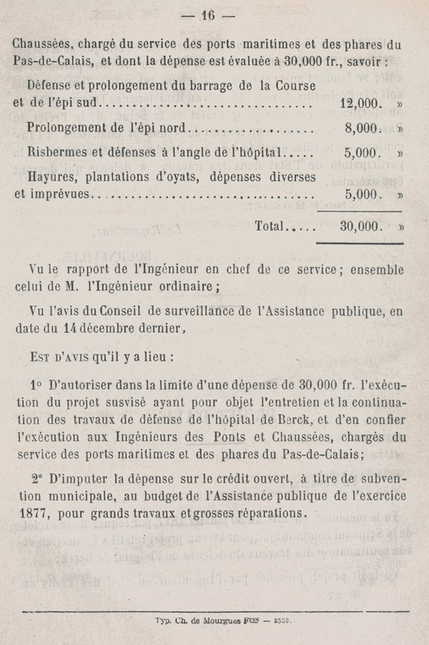 — 16 —
Chaussées, chargé du service des ports maritimes et des phares du
Pas-de-Calais, et dont la dépense est évaluée à 30,000 fr., savoir :
Défense et prolongement du barrage de la Course
et de l'épi sud.................................. 12,000. »
Prolongement de l'épi nord.................. 8,000. »
Risbermes et défenses à l'angle de l'hôpital..... 5,000. »
Hayures, plantations d'oyats, dépenses diverses
et imprévues.................................. 5,000. »
Total..... 30,000. »
Vu le rapport de l'Ingénieur en chef de ce service ; ensemble
celui de M. l'Ingénieur ordinaire ;
Vu l'avis du Conseil de surveillance de l'Assistance publique, en
date du 14 décembre dernier,
EST D'AVIS qu'il y a lieu :
1° D'autoriser dans la limite d'une dépense de 30,000 fr. l'exécu-
tion du projet susvisé ayant pour objet l'entretien et la continua-
tion des travaux de défense de l'hôpital de Berck, et d'en confier
l'exécution aux Ingénieurs des Ponts et Chaussées, chargés du
service des ports maritimes et des phares du Pas-de-Calais ;
2° D'imputer la dépense sur le crédit ouvert, à titre de subven-
tion municipale, au budget de l'Assistance publique de l'exercice
1877, pour grands travaux et grosses réparations.
Typ. Ch. de Mourgues Fres — 2359.